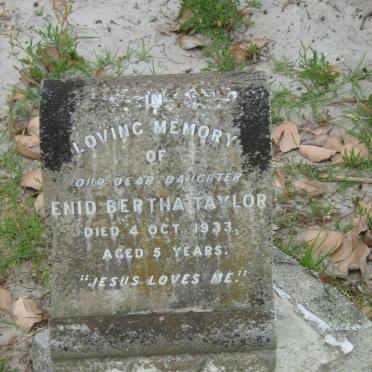 IN
LOVING MEMORY
OF
OUR DEAR DAUGHTER
ENID BERTHA TAYLOR
DIED 4 OCT. 1933,
AGED 5 YEARS.
"JESUS LOVES ME."